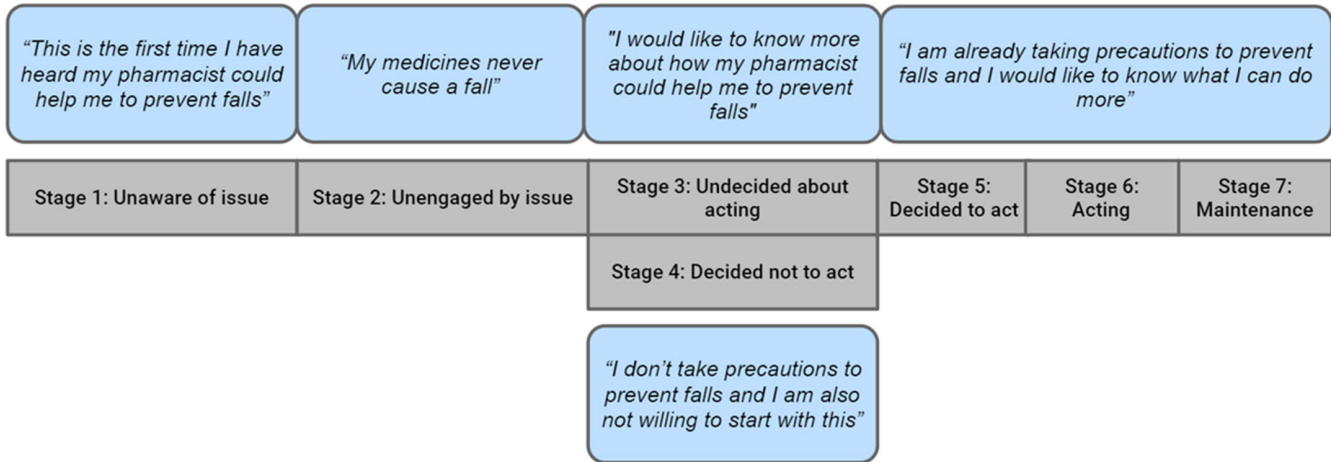 “This is the first time I have
heard my pharmacist could
help me to prevent falls”
“My medicines never
cause a fall”
"I would like to know more
about how my pharmacist
could help me to prevent
falls"
“I am already taking precautions to prevent
falls and I would like to know what I can do
more”
Stage 1: Unaware of issue
Stage 2: Unengaged by issue
Stage 3: Undecided about
acting
Stage 5:
Decided to act
Stage 6:
Acting
Stage 7:
Maintenance
Stage 4: Decided not to act
“I don’t take precautions to
prevent falls and I am also
not willing to start with this”